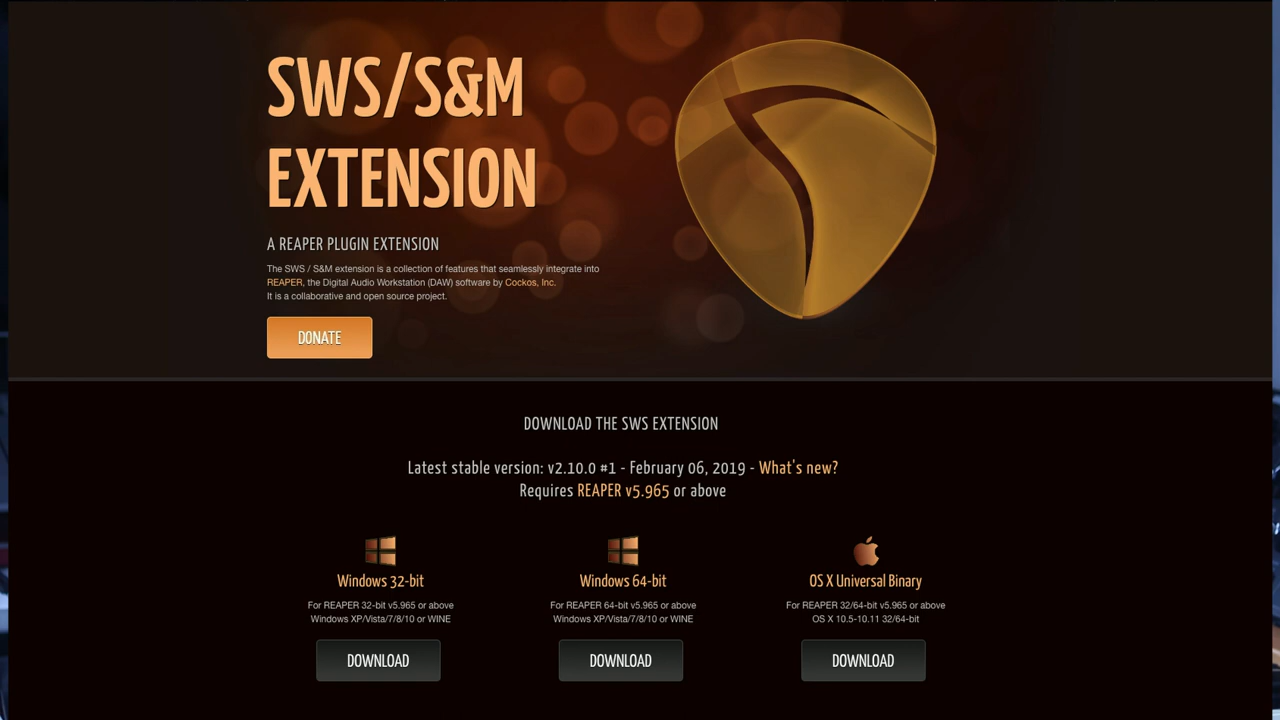 SWS/S&M
EXTENSION
A REAPER PLUGIN EXTENSION
The SWS / S&M extension is a collection of features that seamlessly integrate into
REAPER, the Digital Audio Workstation (DAW) software by Cockos, Inc.
It is a collaborative and open source project.
DONATE
DOWNLOAD THE SWS EXTENSION
Latest stable version: v2.10.0 #1 - February 06, 2019 - What's new?
Requires REAPER v5.965 or above
Windows 32-bit
For REAPER 32-bit v5.965 or above
Windows XP/Vista/7/8/10 or WINE
DOWNLOAD
Windows 64-bit
For REAPER 64-bit v5.965 or above
Windows XP/Vista/7/8/10 or WINE
DOWNLOAD
OS X Universal Binary
For REAPER 32/64-bit v5.965 or above
OS X 10.5-10.11 32/64-bit
DOWNLOAD